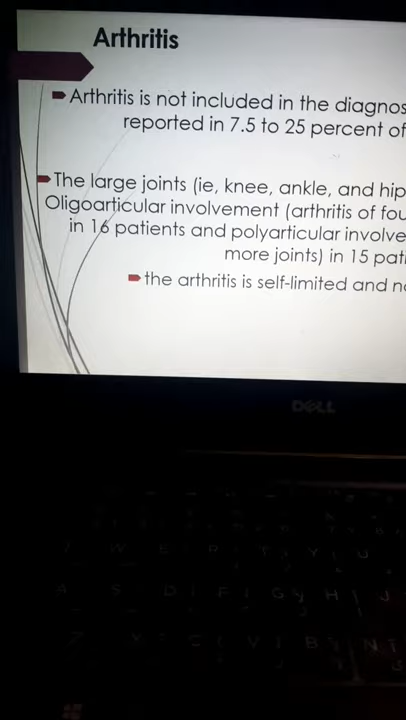 Arthritis
Arthritis is not included in the diagnos
reported in 7.5 to 25 percent of
The large joints (ie, knee, ankle, and hip
Oligoarticular involvement (arthritis of fou
in 16 patients and polyarticular involve
more joints) in 15 pati
the arthritis is self-limited and no
DELL
W E R T Y U
A S D F G H J
Z X C V B N